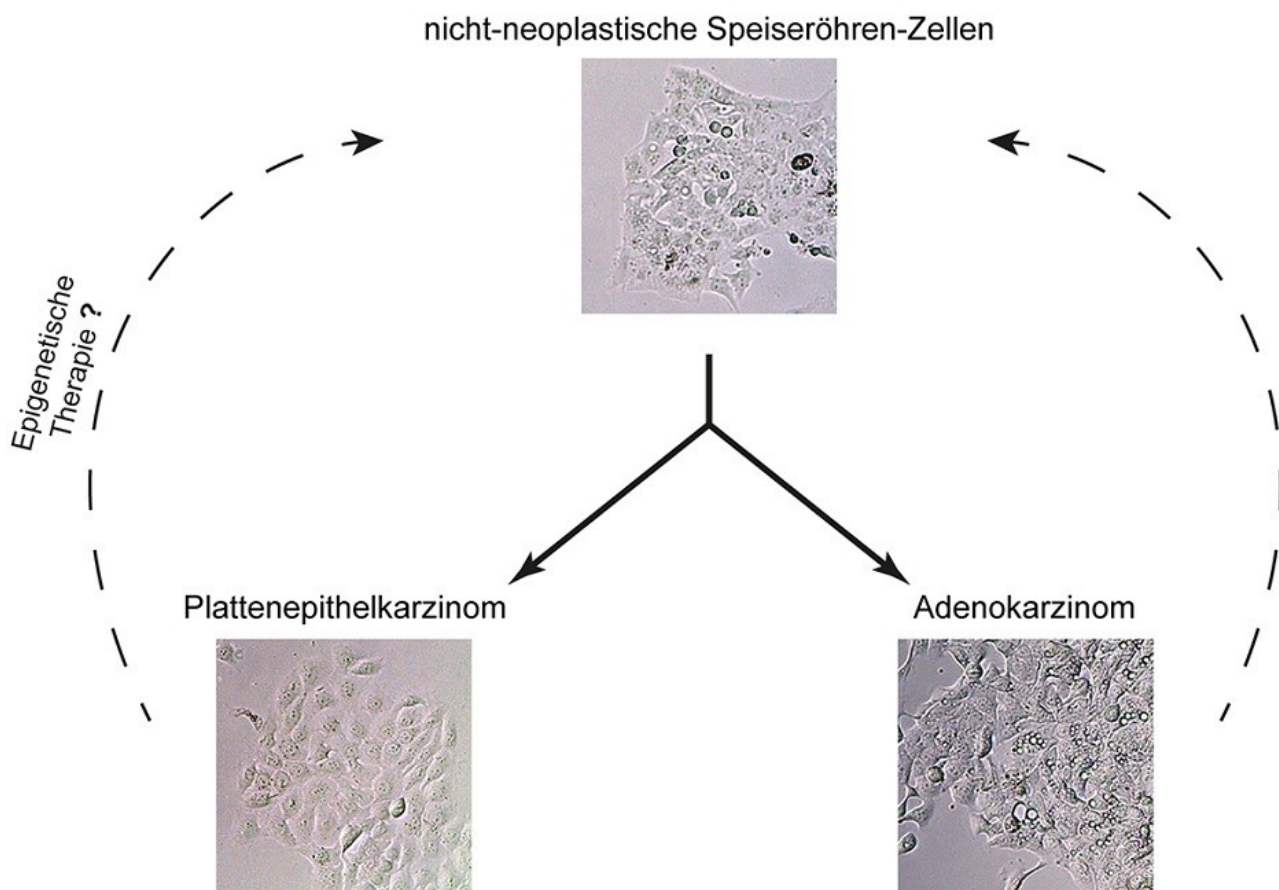 nicht-neoplastische Speiseröhren-Zellen
Epigenetische
Therapie ?
Plattenepithelkarzinom
Adenokarzinom